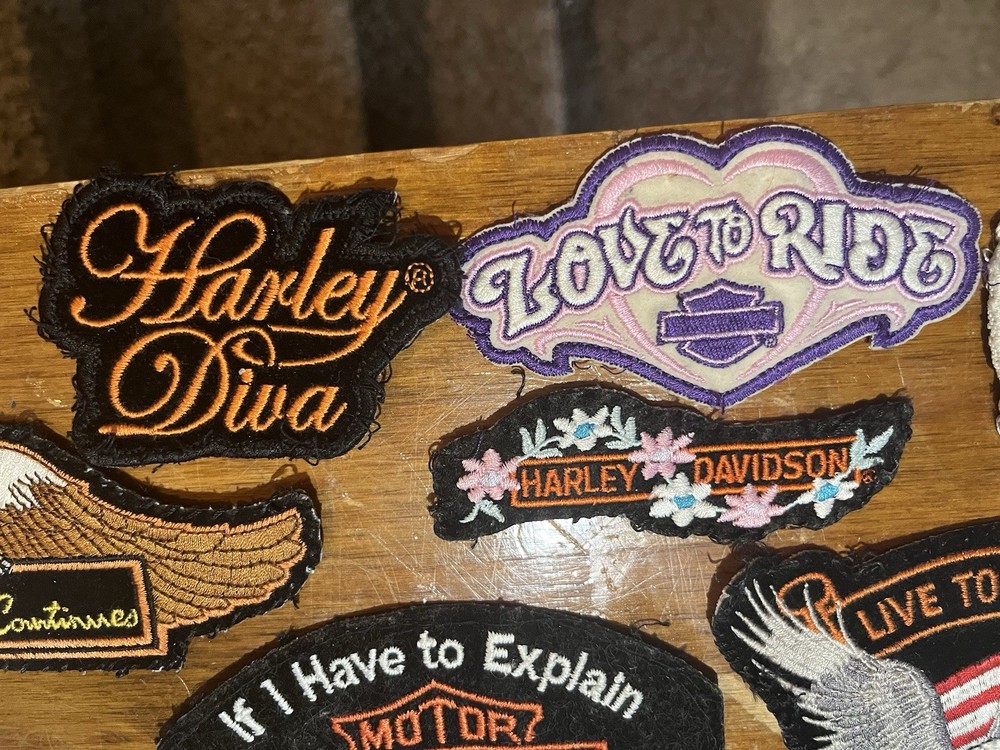 Harley®
Diva
LOVE TO RIDE
HARLEY DAVIDSON
Continues
If I Have to Explain
MOTOR
LIVE TO